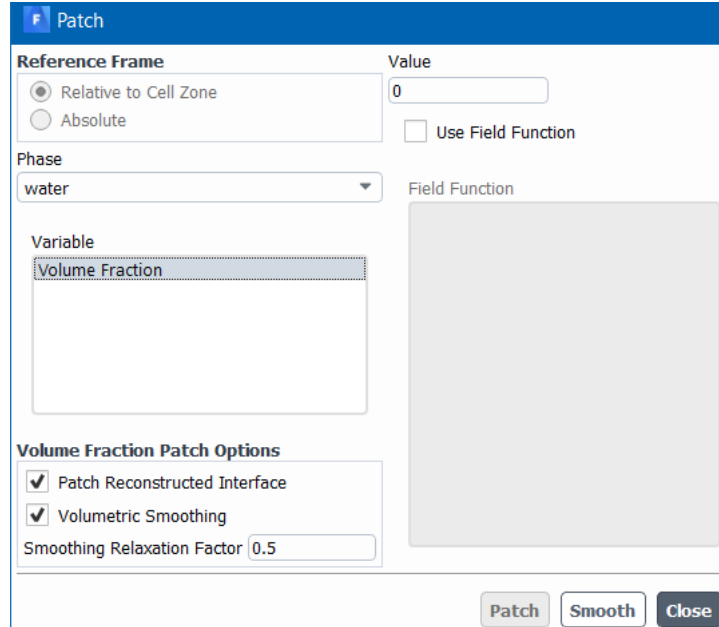 F Patch
Reference Frame
Relative to Cell Zone
Absolute
Phase
water
Variable
Volume Fraction
Volume Fraction Patch Options
Patch Reconstructed Interface
Volumetric Smoothing
Smoothing Relaxation Factor 0.5
Value
0
Use Field Function
Field Function
Patch Smooth Close